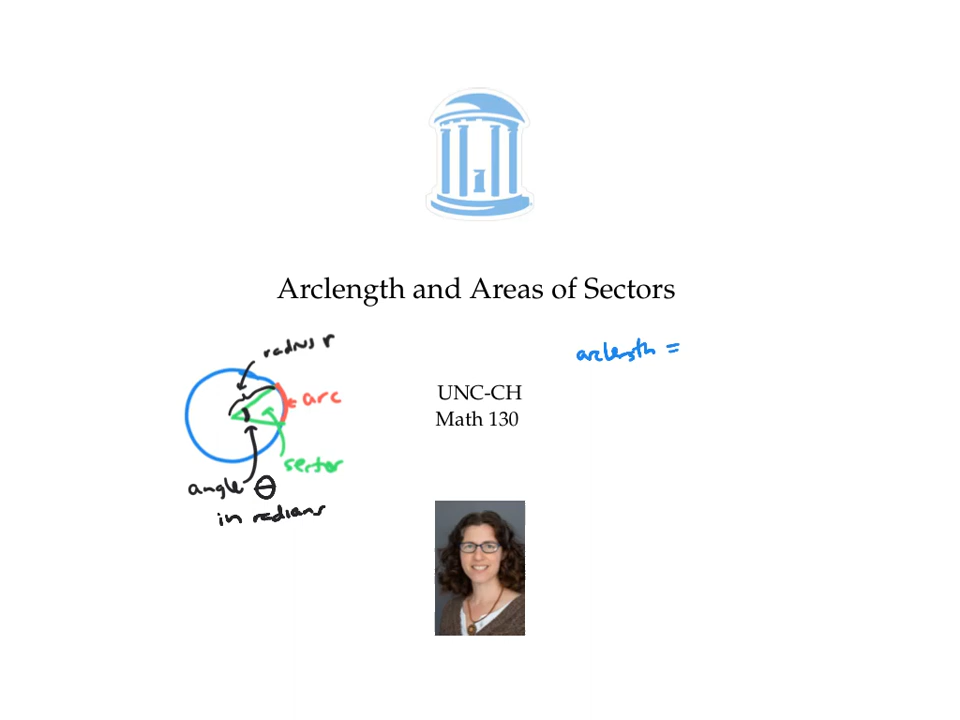 Arclength and Areas of Sectors
radius r
arclength =
UNC-CH
arc
Math 130
sector
angle θ
in radians